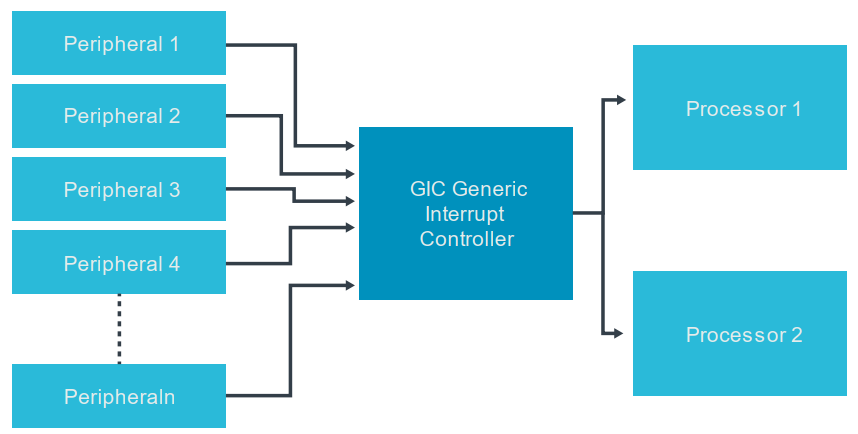 Peripheral 1
Peripheral 2
Peripheral 3
Peripheral 4
Peripheraln
GIC Generic
Interrupt
Controller
Processor 1
Processor 2